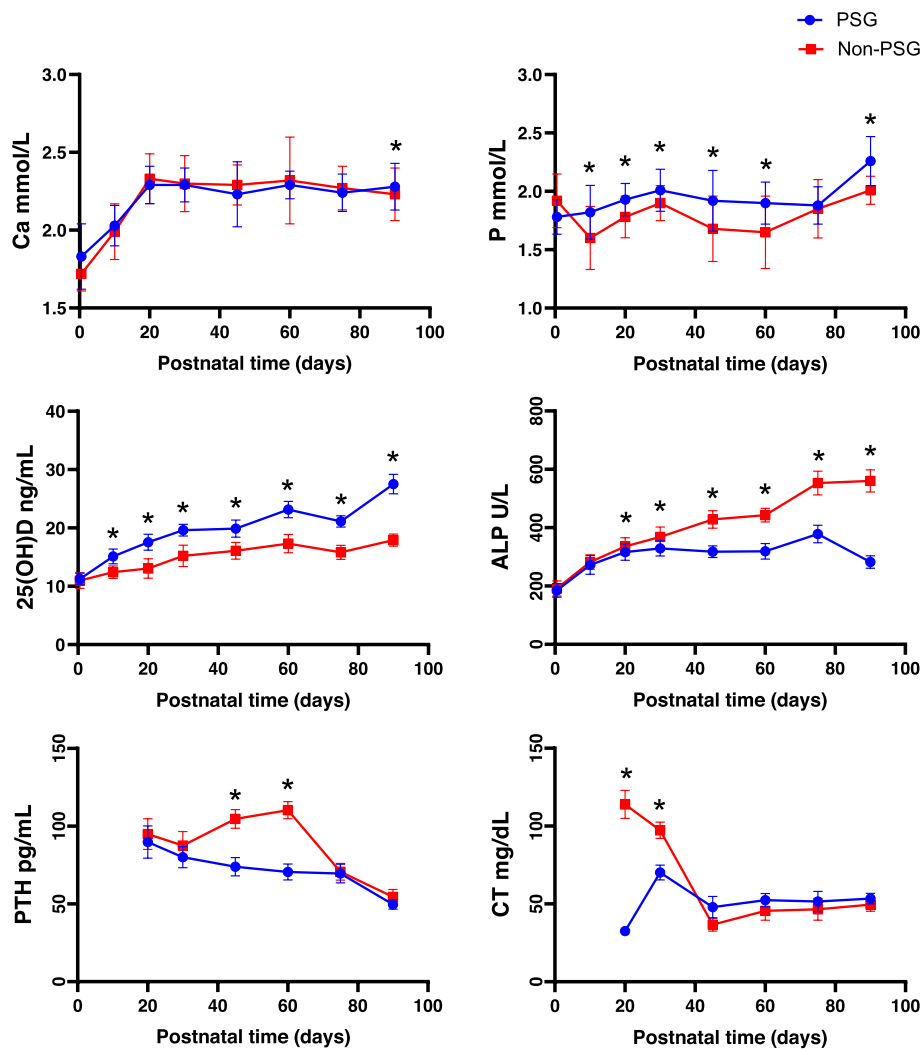 PSG
Non-PSG
Ca mmol/L
3.0
2.5
2.0
1.5
*
0 20 40 60 80 100
Postnatal time (days)
P mmol/L
3.0
2.5
2.0
1.5
1.0
* * * * * *
0 20 40 60 80 100
Postnatal time (days)
25(OH)D ng/mL
40
30
20
10
0
* * * * * * *
0 20 40 60 80 100
Postnatal time (days)
ALP U/L
800
600
400
200
0
* * * * * *
0 20 40 60 80 100
Postnatal time (days)
PTH pg/mL
150
100
50
0
* *
0 20 40 60 80 100
Postnatal time (days)
CT mg/dL
150
100
50
0
* *
0 20 40 60 80 100
Postnatal time (days)